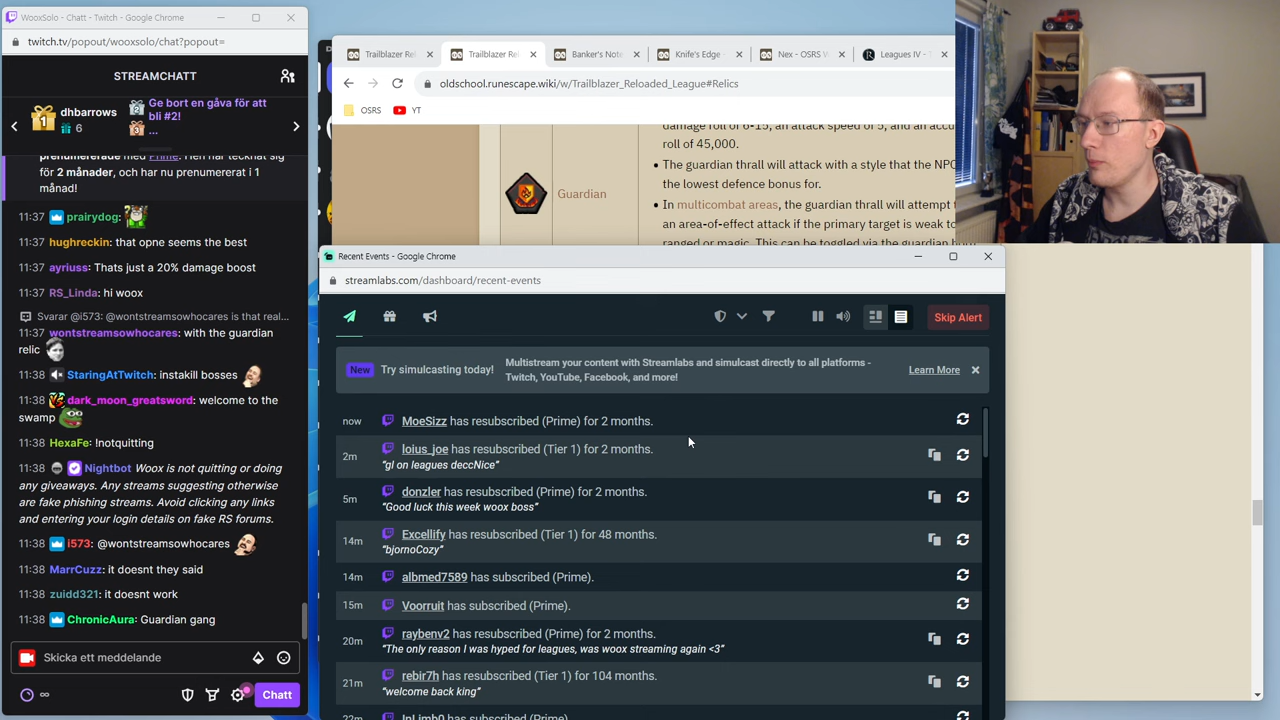 WooxSolo - Chatt - Twitch - Google Chrome
twitch.tv/popout/wooxsolo/chat?popout=
STREAMCHATT
1
dhbarrows
6
2
3
Ge bort en gåva för att
bli #2!
...
2 månader, och har nu prenumererat i 1
månad!
11:37 prairydog:
11:37 hughreckin: that opne seems the best
11:37 ayriuss: Thats just a 20% damage boost
11:37 RS_Linda: hi woox
Svarar @i573: @wontstreamsowhocares is that real...
11:37 wontstreamsowhocares: with the guardian
relic
11:38 StaringAtTwitch: instakill bosses
11:38 dark_moon_greatsword: welcome to the
swamp
11:38 HexaFe: !notquitting
11:38 Nightbot Woox is not quitting or doing
any giveaways. Any streams suggesting otherwise
are fake phishing streams. Avoid clicking any links
and entering your login details on fake RS forums.
11:38 i573: @wontstreamsowhocares
11:38 MarrCuzz: it doesnt they said
11:38 zuidd321: it doesnt work
11:38 ChronicAura: Guardian gang
Skicka ett meddelande
Chatt
Trailblazer Rel
Trailblazer Rel
Banker's Note
Knife's Edge -
Nex - OSRS W
Leagues IV -
oldschool.runescape.wiki/w/Trailblazer_Reloaded_League#Relics
OSRS
YT
damage roll of 6-15, an attack speed of 5, and an accu
roll of 45,000.
Guardian
The guardian thrall will attack with a style that the NPC
the lowest defence bonus for.
In multicombat areas, the guardian thrall will attempt t
an area-of-effect attack if the primary target is weak to
ranged or magic. This can be toggled via the guardian
Recent Events - Google Chrome
streamlabs.com/dashboard/recent-events
Skip Alert
New
Try simulcasting today!
Multistream your content with Streamlabs and simulcast directly to all platforms -
Twitch, YouTube, Facebook, and more!
Learn More
now MoeSizz has resubscribed (Prime) for 2 months.
2m loius_joe has resubscribed (Tier 1) for 2 months.
"gl on leagues deccNice"
5m donzler has resubscribed (Prime) for 2 months.
"Good luck this week woox boss"
14m Excellify has resubscribed (Tier 1) for 48 months.
"bjornoCozy"
14m albmed7589 has subscribed (Prime).
15m Voorruit has subscribed (Prime).
20m raybenv2 has resubscribed (Prime) for 2 months.
"The only reason I was hyped for leagues, was woox streaming again <3"
21m rebir7h has resubscribed (Tier 1) for 104 months.
"welcome back king"